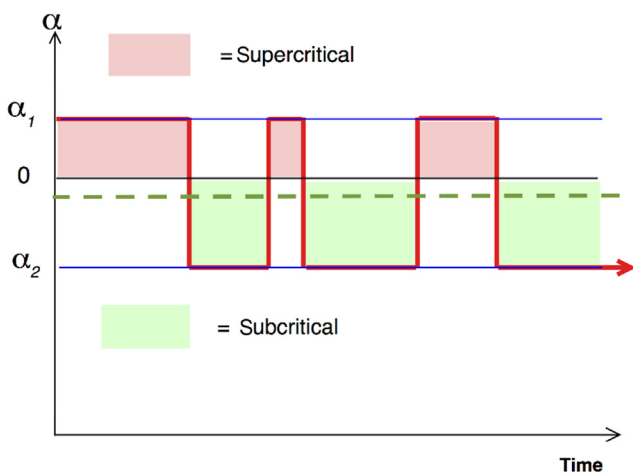 α
= Supercritical
α1
0
α2
= Subcritical
Time